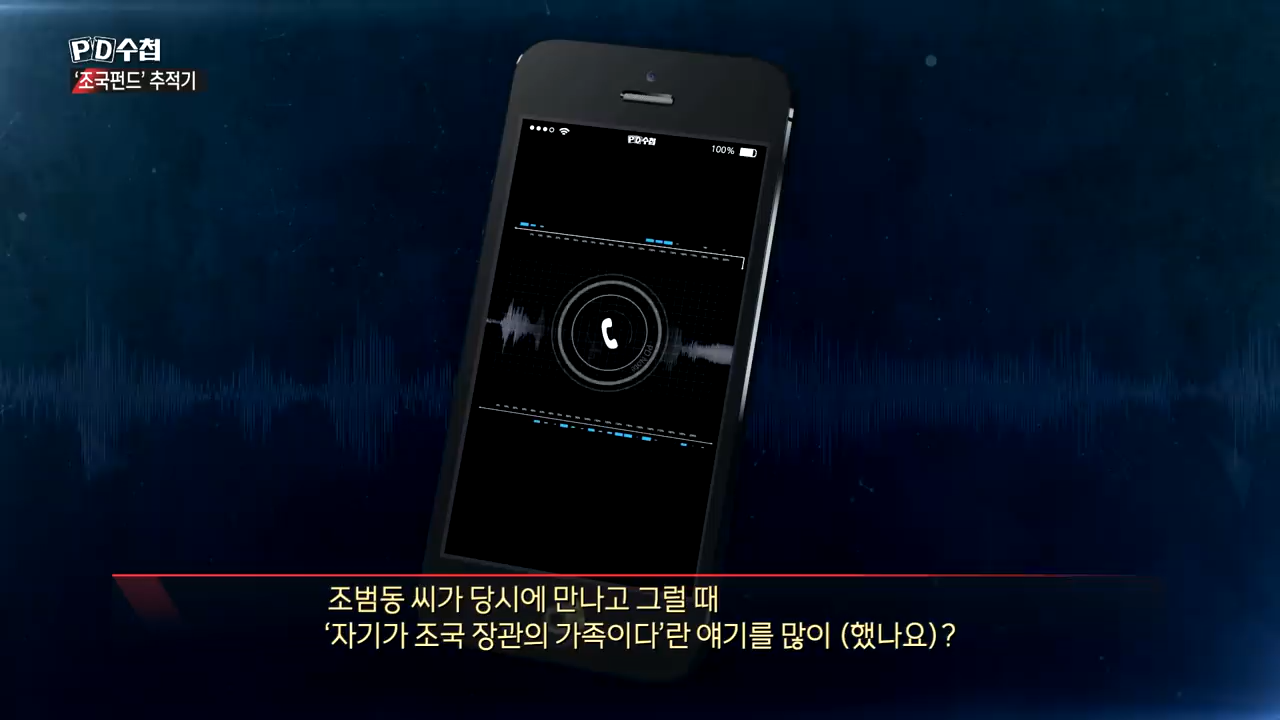 PD수첩
‘조국펀드’ 추적기
PD수첩
100%
PD Note
조범동 씨가 당시에 만나고 그럴 때
‘자기가 조국 장관의 가족이다’란 얘기를 많이 (했나요)?